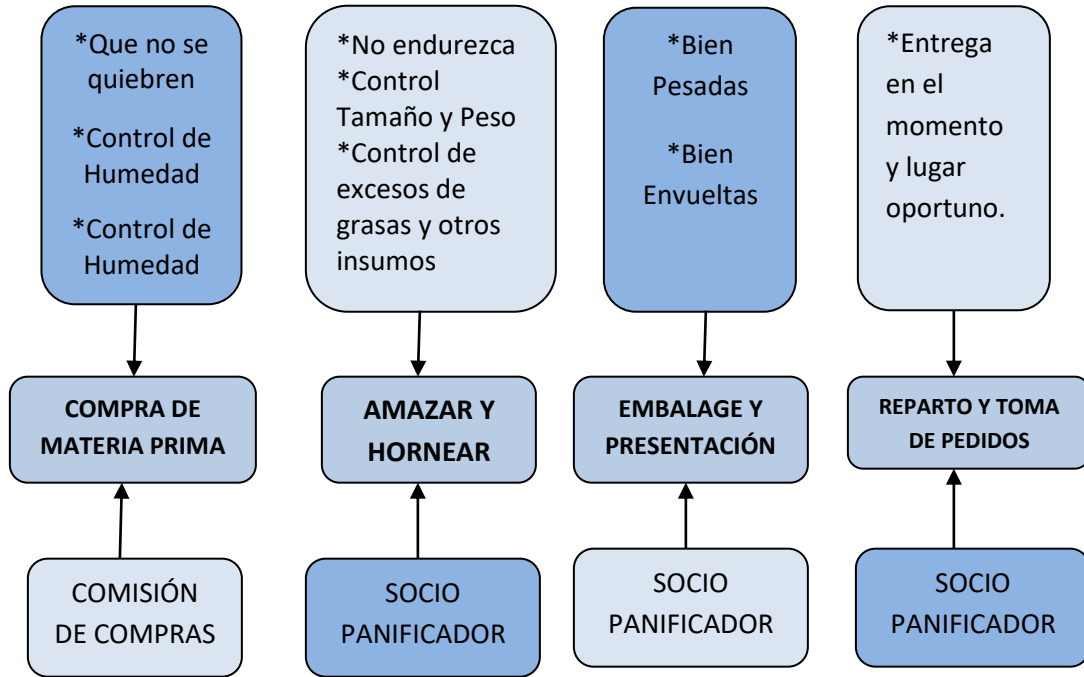 *Que no se
quiebren
*Control de
Humedad
*Control de
Humedad
*No endurezca
*Control
Tamaño y Peso
*Control de
excesos de
grasas y otros
insumos
*Bien
Pesadas
*Bien
Envueltas
*Entrega
en el
momento
y lugar
oportuno.
COMPRA DE
MATERIA PRIMA
AMAZAR Y
HORNEAR
EMBALAGE Y
PRESENTACIÓN
REPARTO Y TOMA
DE PEDIDOS
COMISIÓN
DE COMPRAS
SOCIO
PANIFICADOR
SOCIO
PANIFICADOR
SOCIO
PANIFICADOR